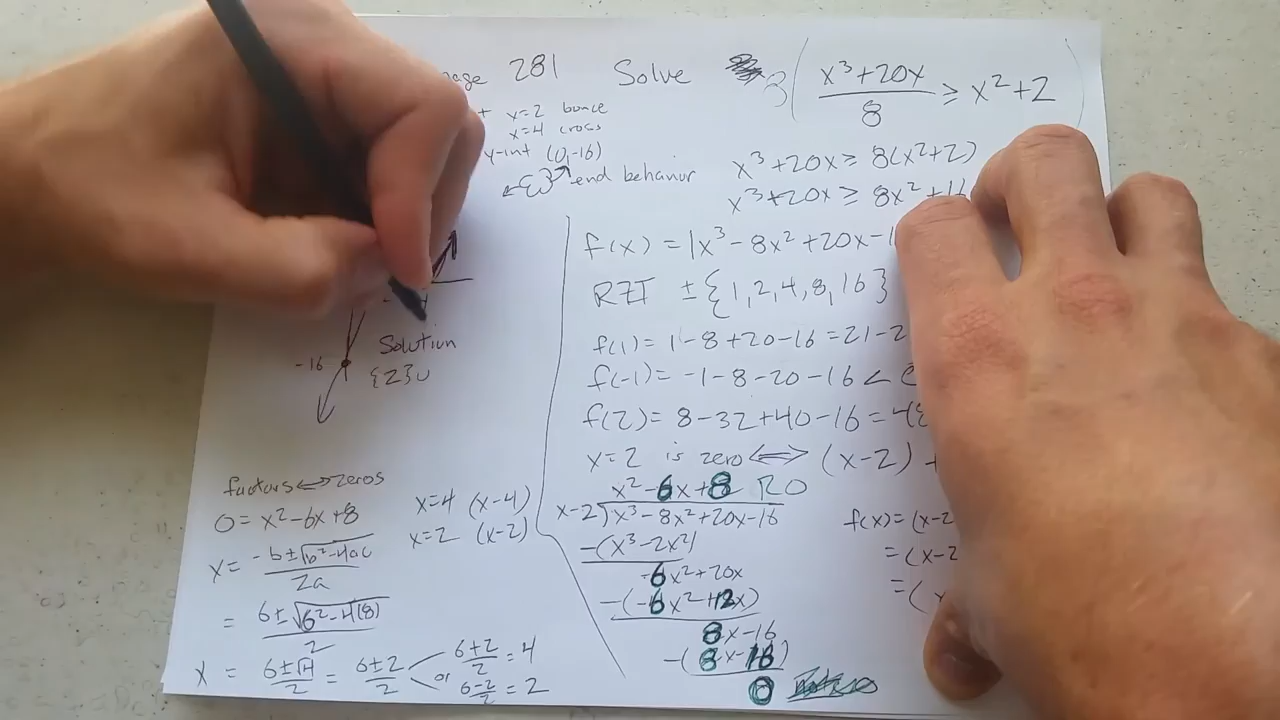 page 281 Solve
x³+20x/8 ≥ x²+2
x=2 bounce
x=4 cross
y-int (0,-16)
end behavior
x³+20x ≥ 8(x²+2)
x³+20x ≥ 8x²+16
-16
Solution
{2}∪
f(x) = 1x³-8x²+20x-1
RZT ±{1,2,4,8,16}
f(1)= 1-8+20-16=21-2
f(-1)= -1-8-20-16<
f(2)= 8-32+40-16=48
x=2 is zero ⟺ (x-2)
factors ⟷ zeros
0= x²-6x+8
x= -b±√b²-4ac/2a
= 6±√6²-4(8)/2
x = 6±√4/2 = 6±2/2
6+2/2=4
or
6-2/2=2
x=4 (x-4)
x=2 (x-2)
x²-6x+8 R0
x-2)x³-8x²+20x-16
-(x³-2x²)
-6x²+20x
-(-6x²+12x)
8x-16
-(8x-16)
0
f(x)=(x-2
=(x-2
=(